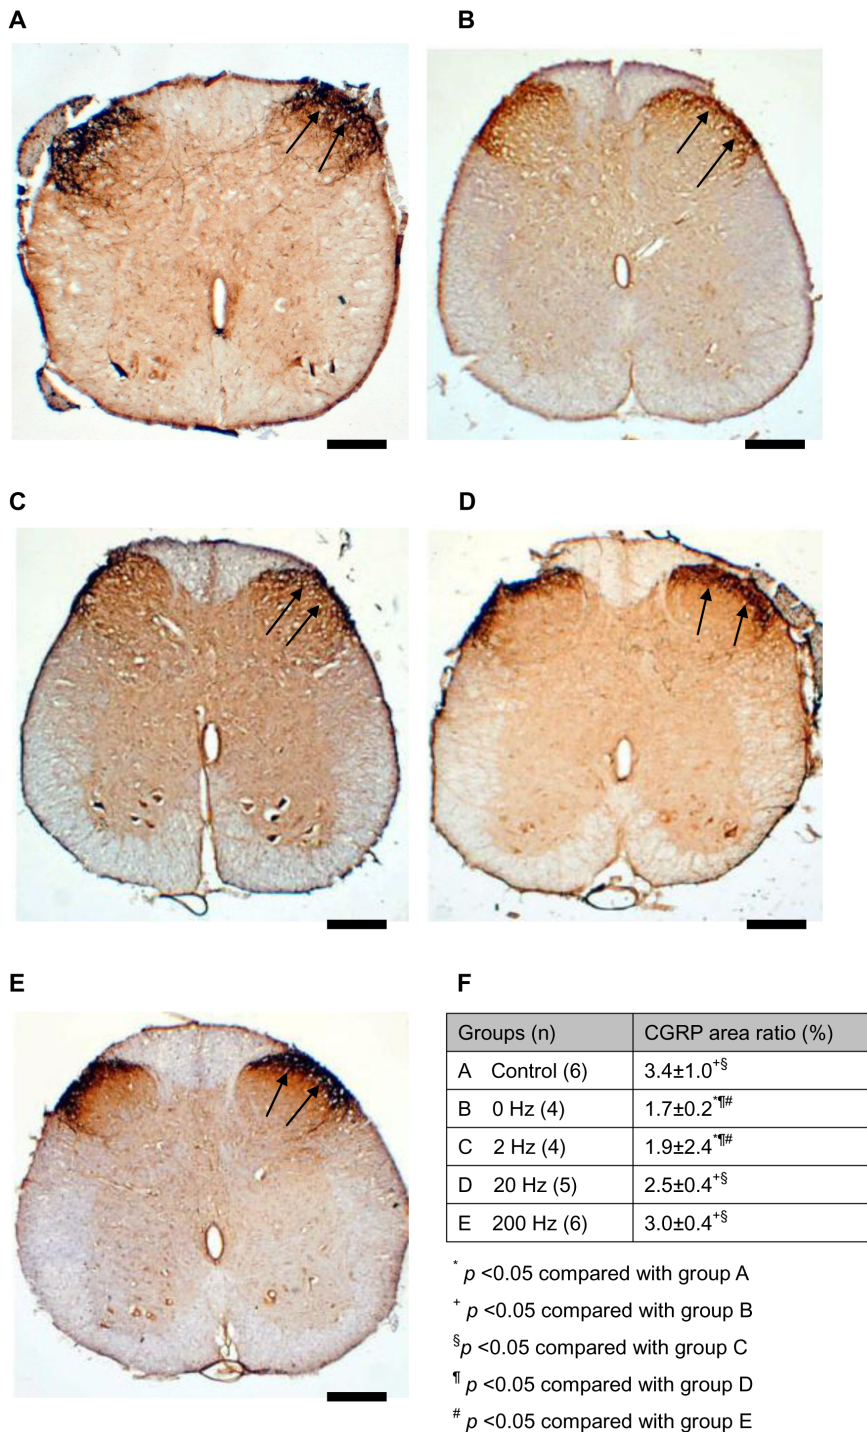 A
B
C
D
E
F
Groups (n) CGRP area ratio (%)
A Control (6) 3.4±1.0+§
B 0 Hz (4) 1.7±0.2*¶#
C 2 Hz (4) 1.9±2.4*¶#
D 20 Hz (5) 2.5±0.4+§
E 200 Hz (6) 3.0±0.4+§
* p <0.05 compared with group A
+ p <0.05 compared with group B
§p <0.05 compared with group C
¶ p <0.05 compared with group D
# p <0.05 compared with group E